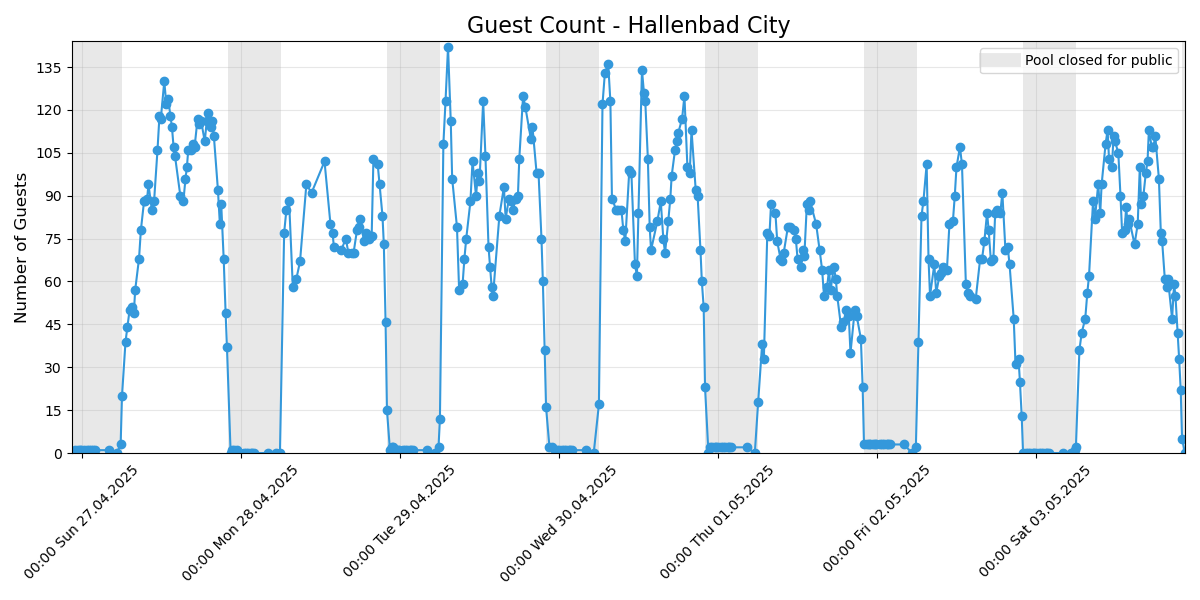 Guest Count - Hallenbad City
Pool closed for public
Number of Guests
135
120
105
90
75
60
45
30
15
0
00:00 Sun 27.04.2025
00:00 Mon 28.04.2025
00:00 Tue 29.04.2025
00:00 Wed 30.04.2025
00:00 Thu 01.05.2025
00:00 Fri 02.05.2025
00:00 Sat 03.05.2025